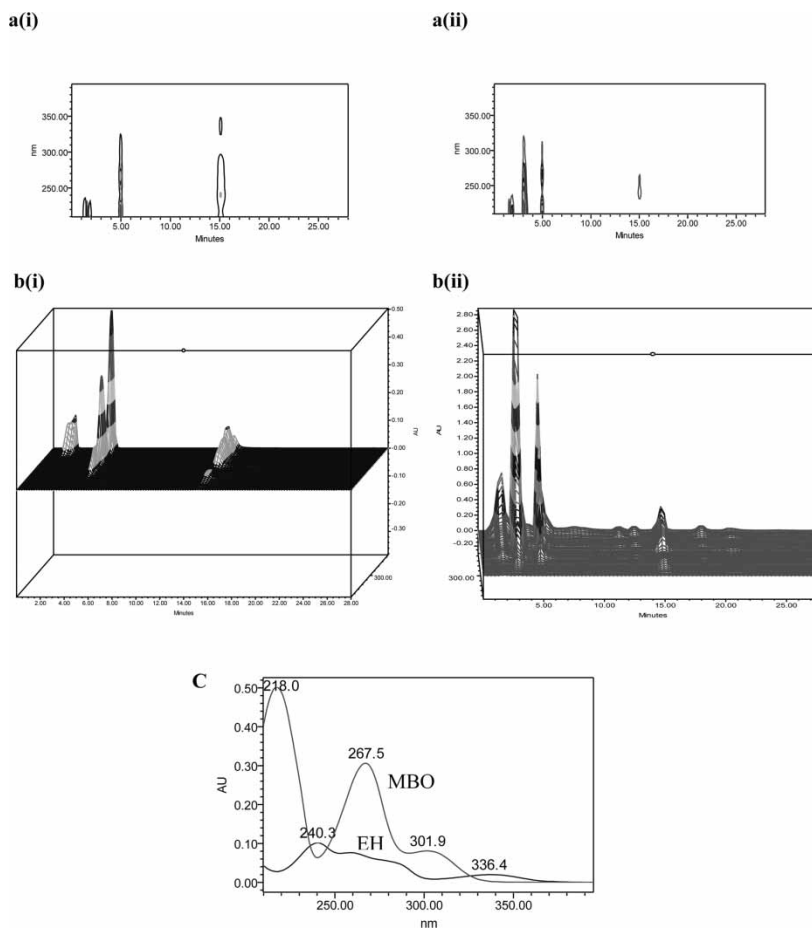 a(i)
a(ii)
350.00
300.00
250.00
nm
5.00 10.00 15.00 20.00 25.00
Minutes
350.00
300.00
250.00
nm
5.00 10.00 15.00 20.00 25.00
Minutes
b(i)
b(ii)
0.50
0.40
0.30
0.20
0.10
-0.00
-0.10
-0.20
-0.30
AU
300.00
2.00 4.00 6.00 8.00 10.00 12.00 14.00 16.00 18.00 20.00 22.00 24.00 26.00 28.00
Minutes
2.80
2.60
2.40
2.20
2.00
1.80
1.60
1.40
1.20
1.00
0.80
0.60
0.40
0.20
0.00
-0.20
AU
300.00
5.00 10.00 15.00 20.00 25.00
Minutes
C
0.50
0.40
0.30
0.20
0.10
0.00
AU
218.0
267.5
MBO
240.3
EH
301.9
336.4
250.00 300.00 350.00
nm